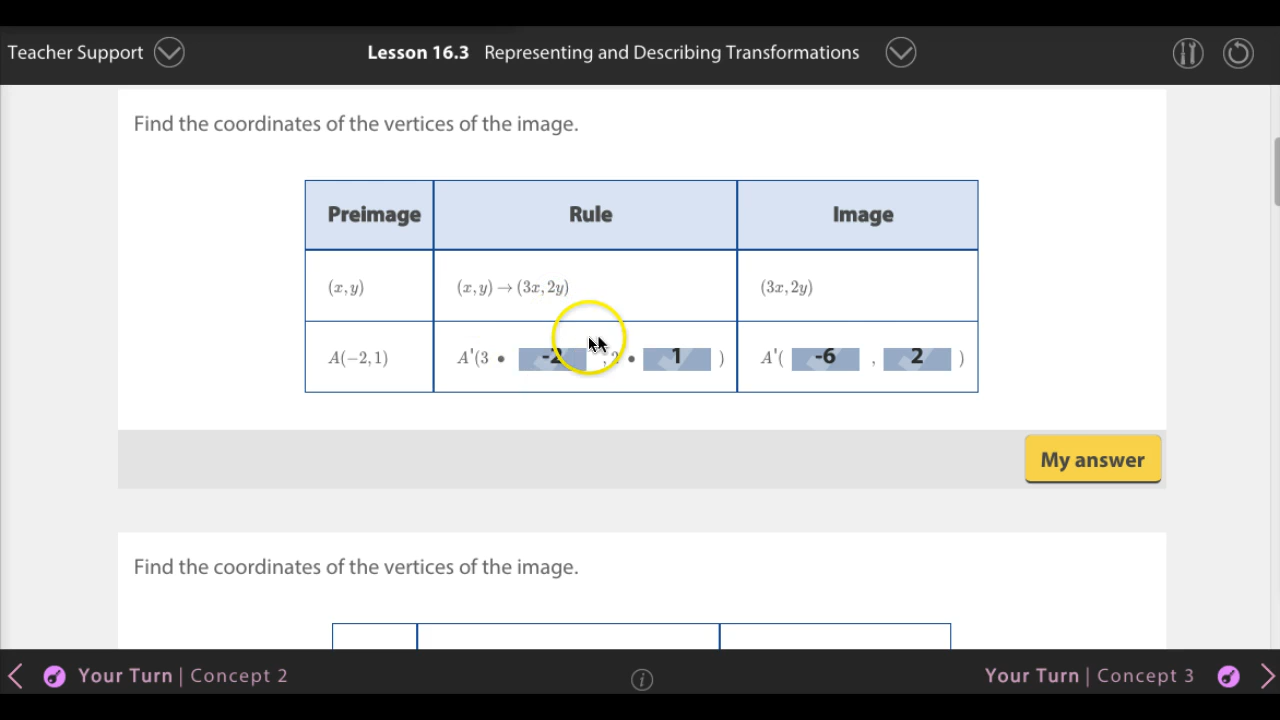 Teacher Support Lesson 16.3 Representing and Describing Transformations
Find the coordinates of the vertices of the image.
Preimage Rule Image
(x, y) (x, y) → (3x, 2y) (3x, 2y)
A(−2, 1) A'(3 • -2 , 2 • 1 ) A'( -6 , 2 )
My answer
Find the coordinates of the vertices of the image.
Your Turn | Concept 2 Your Turn | Concept 3